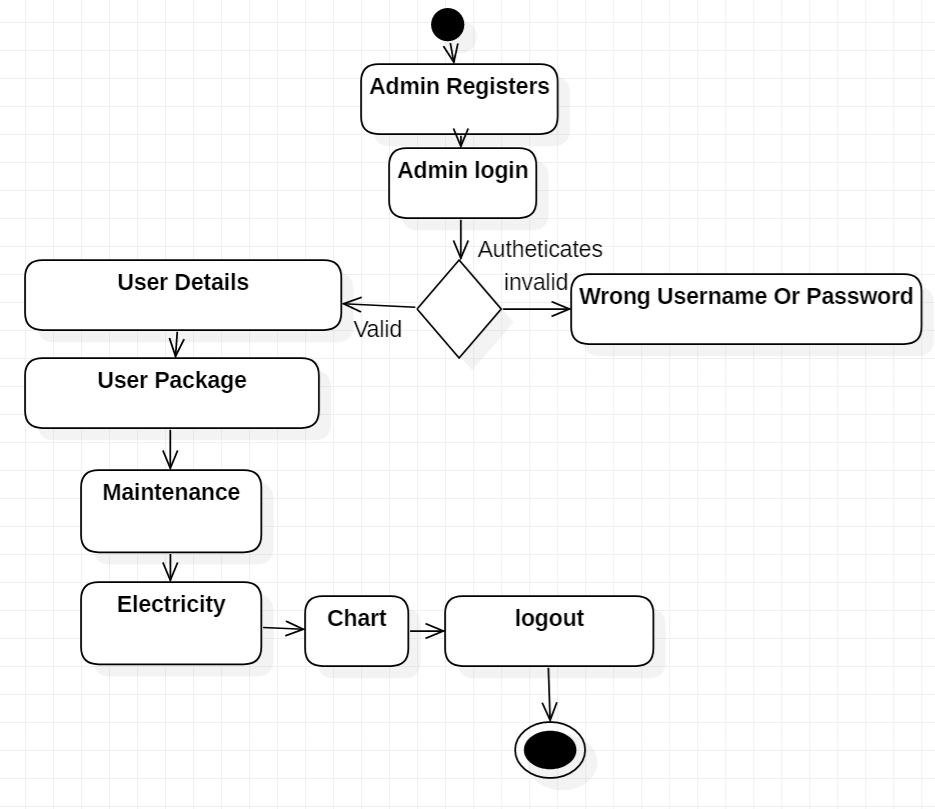 Admin Registers
Admin login
Autheticates
invalid
User Details
Wrong Username Or Password
Valid
User Package
Maintenance
Electricity
Chart
logout